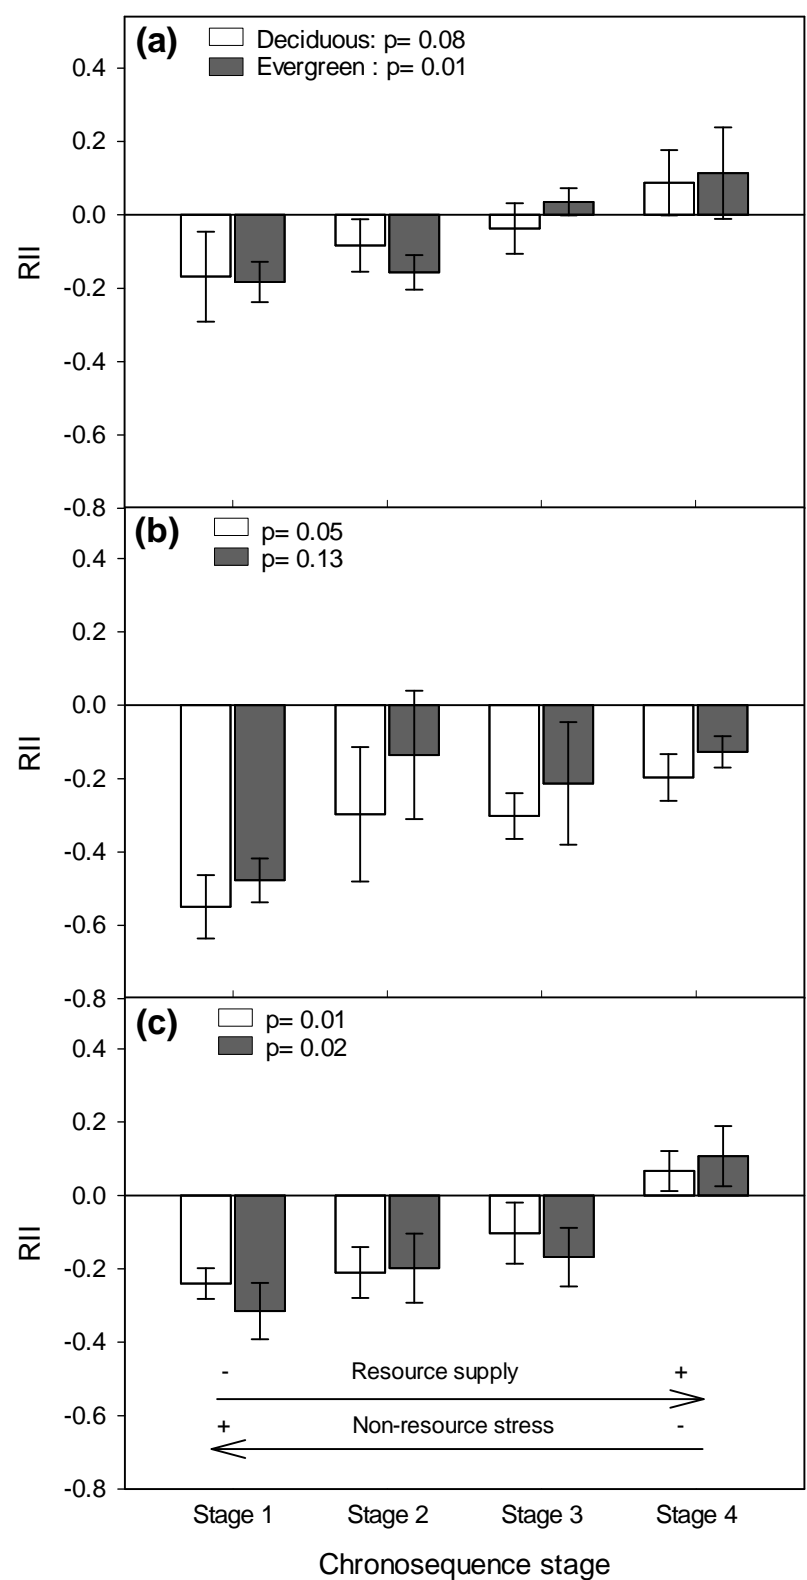 (a)
Deciduous: p= 0.08
Evergreen : p= 0.01
0.4
0.2
0.0
-0.2
-0.4
-0.6
-0.8
RII
(b)
p= 0.05
p= 0.13
0.4
0.2
0.0
-0.2
-0.4
-0.6
-0.8
RII
(c)
p= 0.01
p= 0.02
0.4
0.2
0.0
-0.2
-0.4
-0.6
-0.8
RII
- Resource supply +
+ Non-resource stress -
Stage 1 Stage 2 Stage 3 Stage 4
Chronosequence stage